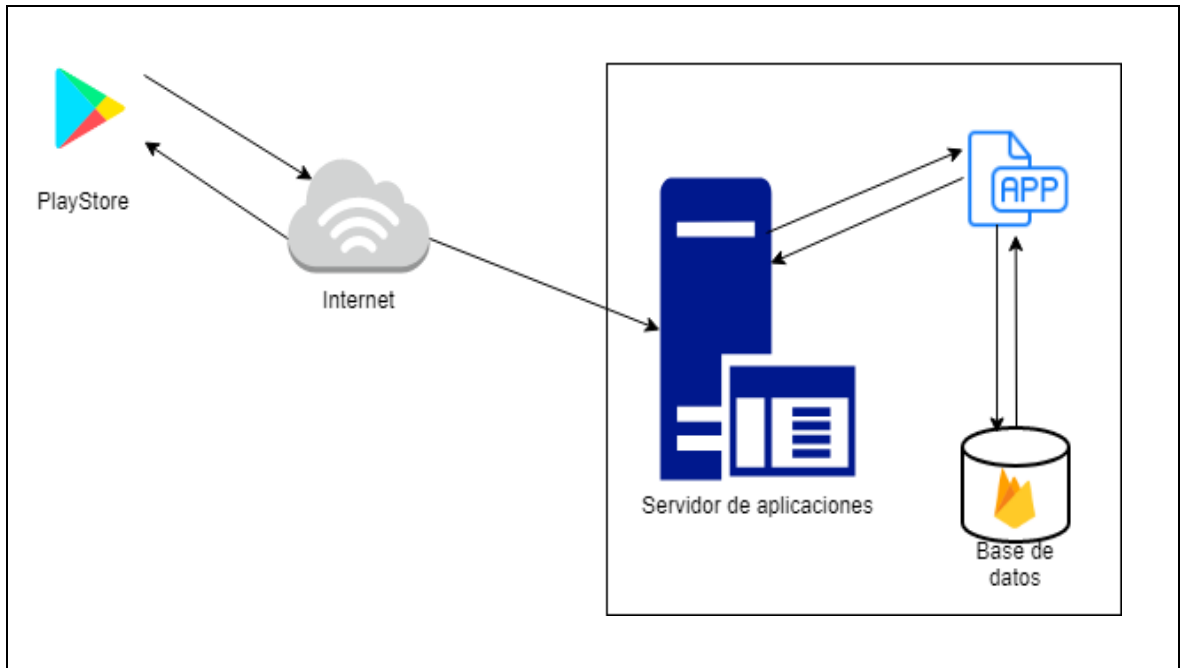 APP
PlayStore
Internet
Servidor de aplicaciones
Base de
datos